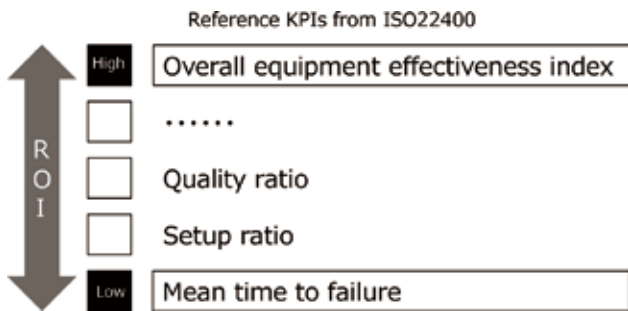 Reference KPIs from ISO22400
High
Overall equipment effectiveness index
......
Quality ratio
Setup ratio
Low
Mean time to failure
R
O
I